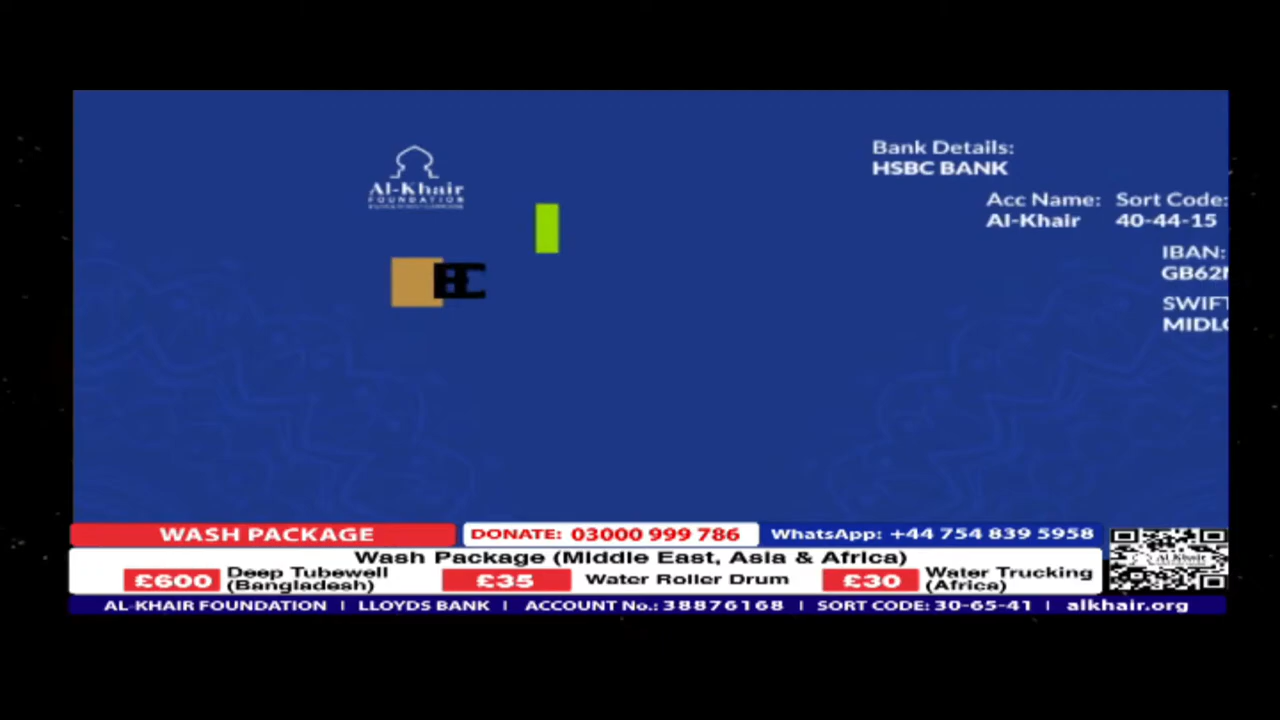 Al-Khair
FOUNDATION
Bank Details:
HSBC BANK
Acc Name: Sort Code:
Al-Khair 40-44-15
IBAN:
GB62
SWIFT
MIDL
WASH PACKAGE
DONATE: 03000 999 786
WhatsApp: +44 754 839 5958
Wash Package (Middle East, Asia & Africa)
£600 Deep Tubewell (Bangladesh)
£35 Water Roller Drum
£30 Water Trucking (Africa)
AL-KHAIR FOUNDATION | LLOYDS BANK | ACCOUNT No.: 38876168 | SORT CODE: 30-65-41 | alkhair.org